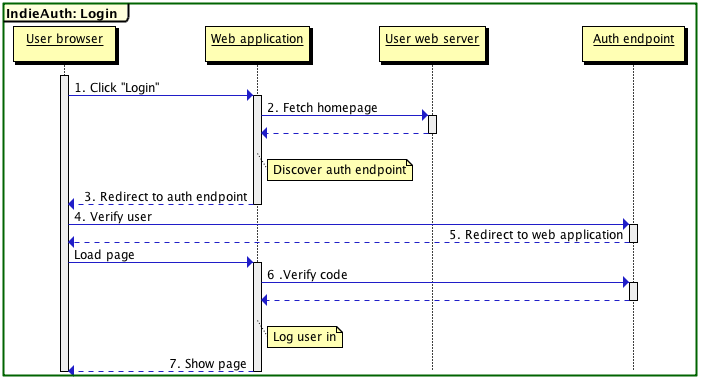 IndieAuth: Login
User browser
Web application
User web server
Auth endpoint
1. Click "Login"
2. Fetch homepage
Discover auth endpoint
3. Redirect to auth endpoint
4. Verify user
5. Redirect to web application
Load page
6 .Verify code
Log user in
7. Show page